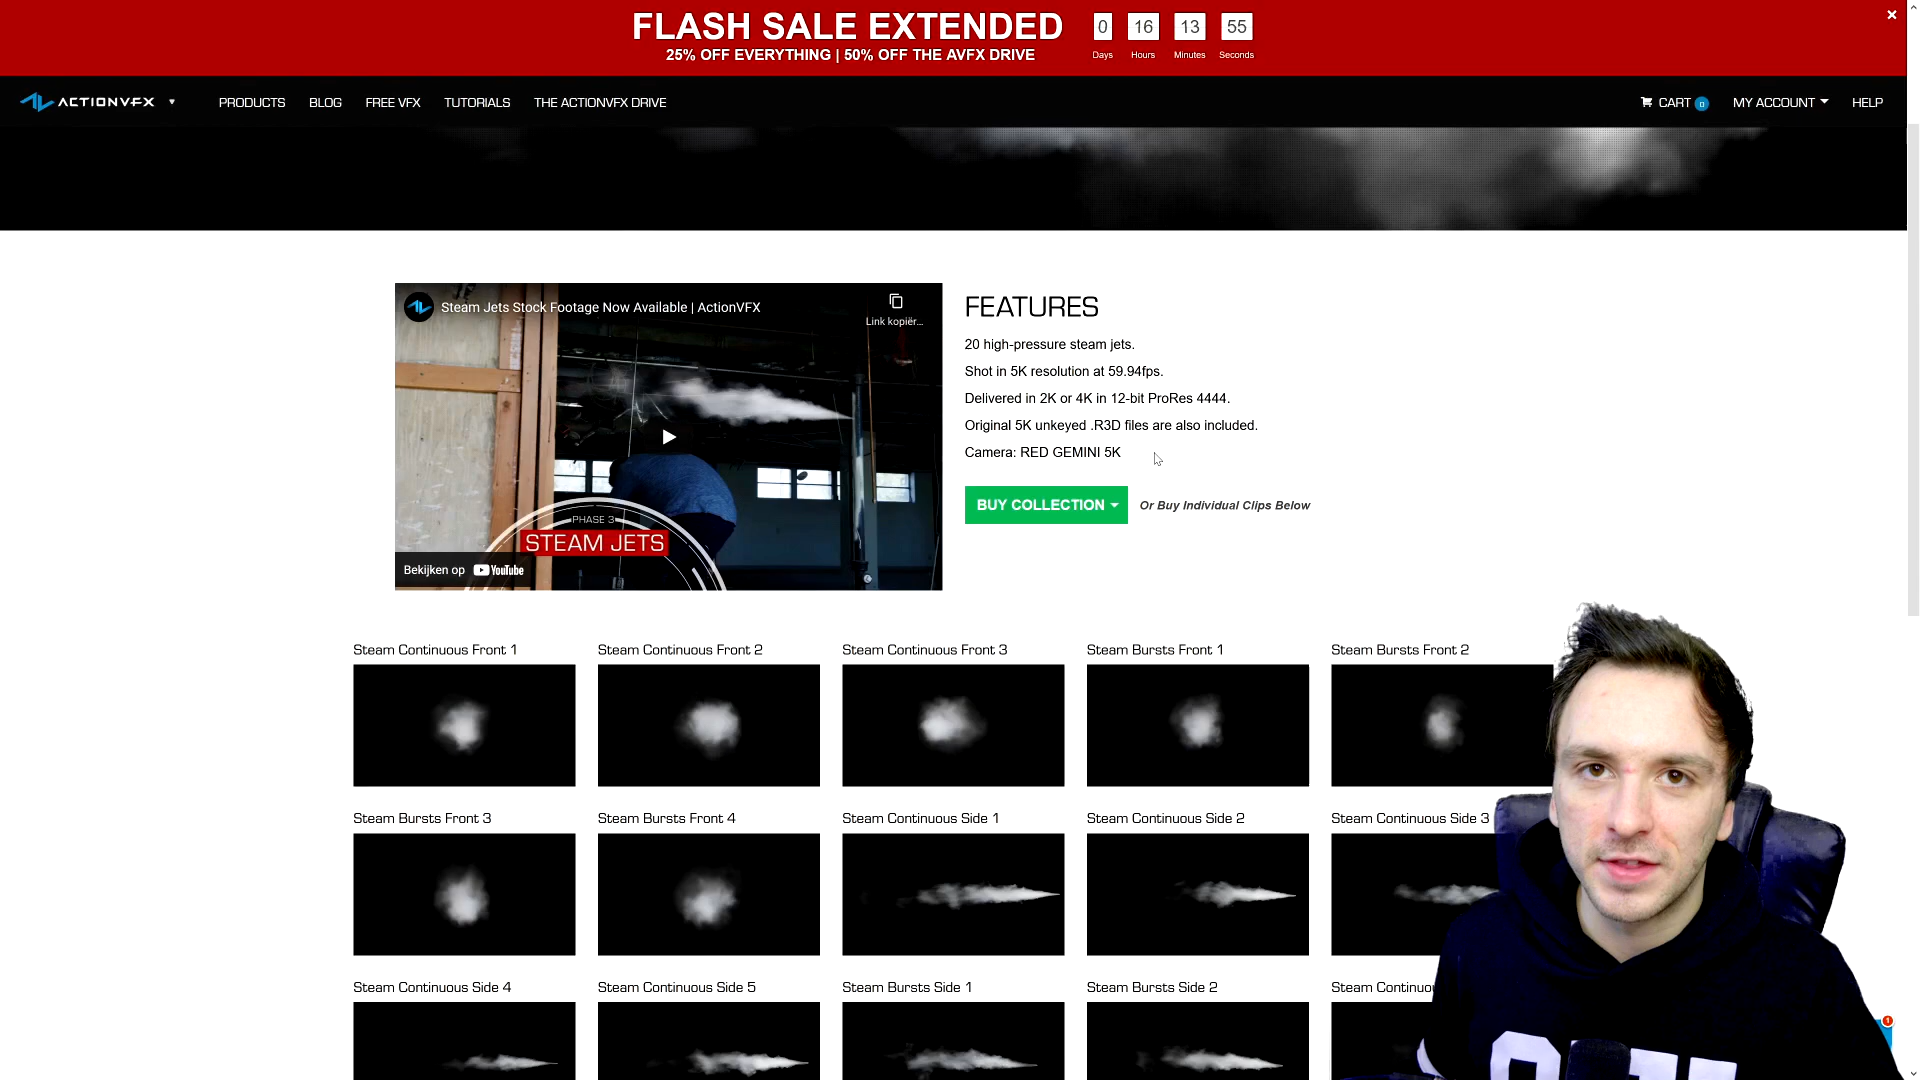 FLASH SALE EXTENDED
25% OFF EVERYTHING | 50% OFF THE AVFX DRIVE
0 16 13 55
Days Hours Minutes Seconds
ACTIONVFX
PRODUCTS BLOG FREE VFX TUTORIALS THE ACTIONVFX DRIVE
CART 0 MY ACCOUNT HELP
Steam Jets Stock Footage Now Available | ActionVFX
Link kopiër...
PHASE 3
STEAM JETS
Bekijken op YouTube
FEATURES
20 high-pressure steam jets.
Shot in 5K resolution at 59.94fps.
Delivered in 2K or 4K in 12-bit ProRes 4444.
Original 5K unkeyed .R3D files are also included.
Camera: RED GEMINI 5K
BUY COLLECTION Or Buy Individual Clips Below
Steam Continuous Front 1 Steam Continuous Front 2 Steam Continuous Front 3 Steam Bursts Front 1 Steam Bursts Front 2
Steam Bursts Front 3 Steam Bursts Front 4 Steam Continuous Side 1 Steam Continuous Side 2 Steam Continuous Side 3
Steam Continuous Side 4 Steam Continuous Side 5 Steam Bursts Side 1 Steam Bursts Side 2 Steam Continuou
1